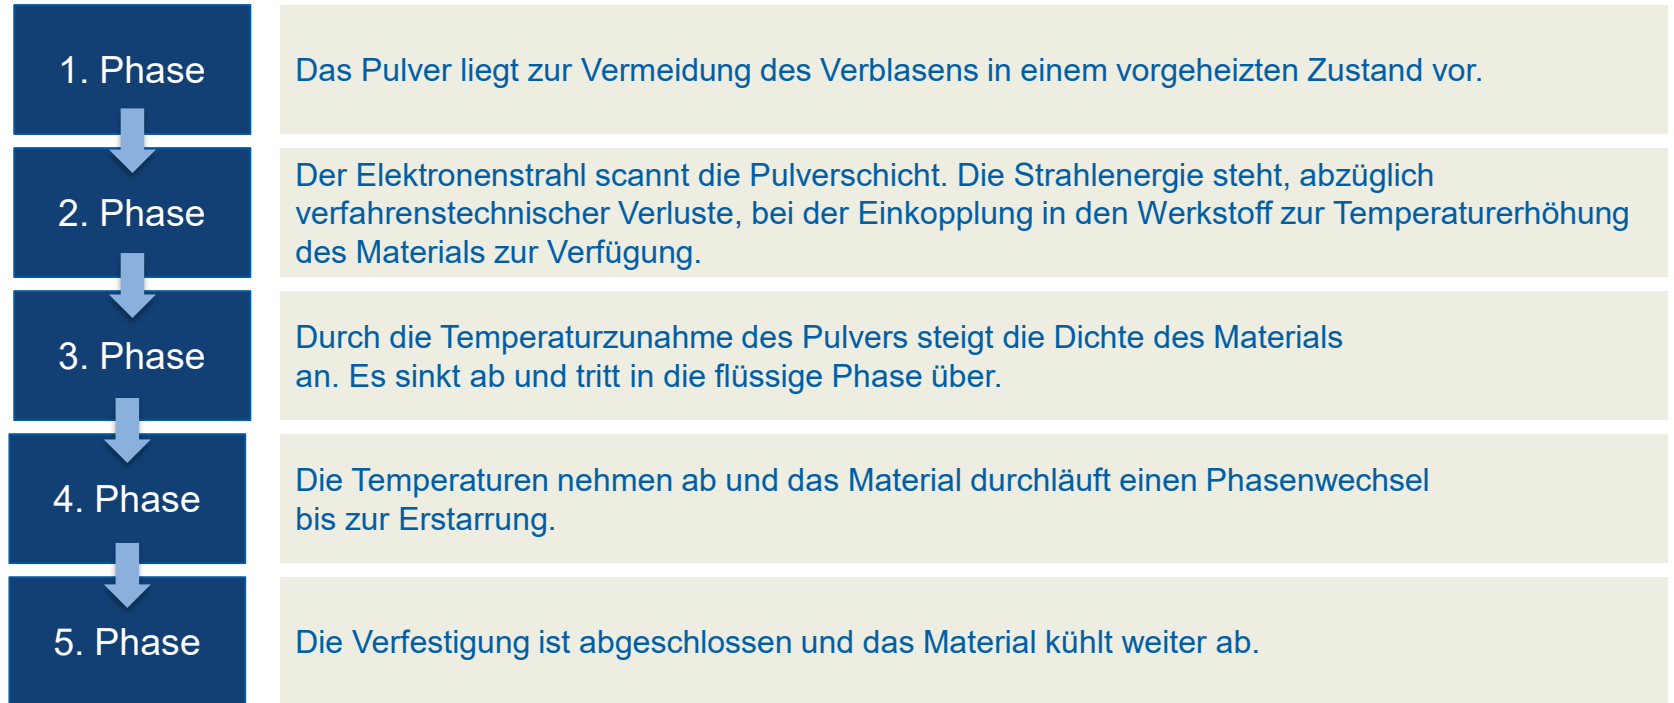 1. Phase
Das Pulver liegt zur Vermeidung des Verblasens in einem vorgeheizten Zustand vor.
2. Phase
Der Elektronenstrahl scannt die Pulverschicht. Die Strahlenergie steht, abzüglich
verfahrenstechnischer Verluste, bei der Einkopplung in den Werkstoff zur Temperaturerhöhung
des Materials zur Verfügung.
3. Phase
Durch die Temperaturzunahme des Pulvers steigt die Dichte des Materials
an. Es sinkt ab und tritt in die flüssige Phase über.
4. Phase
Die Temperaturen nehmen ab und das Material durchläuft einen Phasenwechsel
bis zur Erstarrung.
5. Phase
Die Verfestigung ist abgeschlossen und das Material kühlt weiter ab.